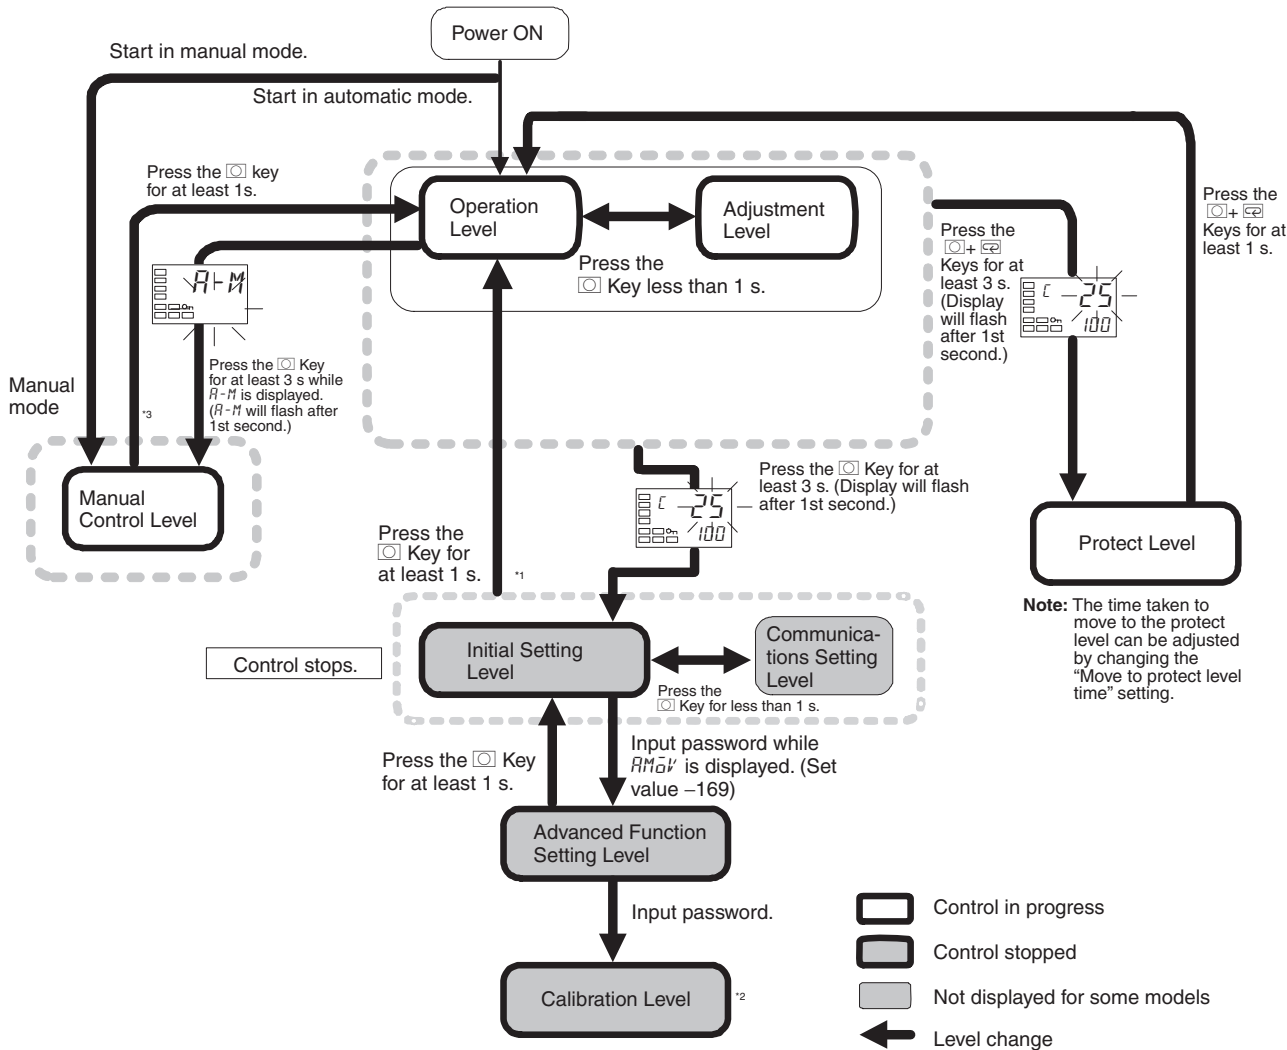 Power ON
Start in manual mode.
Start in automatic mode.
Press the key
for at least 1s.
Operation
Level
Adjustment
Level
Press the
Key less than 1 s.
Press the
+
Keys for at
least 3 s.
(Display
will flash
after 1st
second.)
Press the
+
Keys for at
least 1 s.
A-M
C 25
100
Press the Key
for at least 3 s while
A-M is displayed.
(A-M will flash after
1st second.)
Manual
mode
*3
Manual
Control Level
Press the Key for at
least 3 s. (Display will flash
after 1st second.)
C 25
100
Protect Level
Note: The time taken to
move to the protect
level can be adjusted
by changing the
“Move to protect level
time” setting.
Press the
Key for
at least 1 s.
*1
Control stops.
Initial Setting
Level
Communica-
tions Setting
Level
Press the
Key for less than 1 s.
Press the Key
for at least 1 s.
Input password while
AMoV is displayed. (Set
value −169)
Advanced Function
Setting Level
Input password.
Calibration Level
*2
Control in progress
Control stopped
Not displayed for some models
Level change